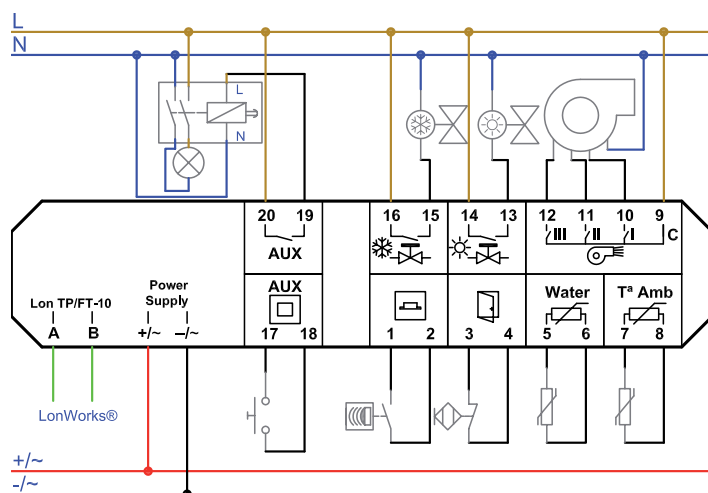 L
N
L
N
20 19
16 15
14 13
12 11 10 9
III II I C
AUX
Lon TP/FT-10
Power
Supply
AUX
Water
Tª Amb
A B +/~ –/~
17 18
1 2
3 4
5 6
7 8
LonWorks®
+/~
-/~